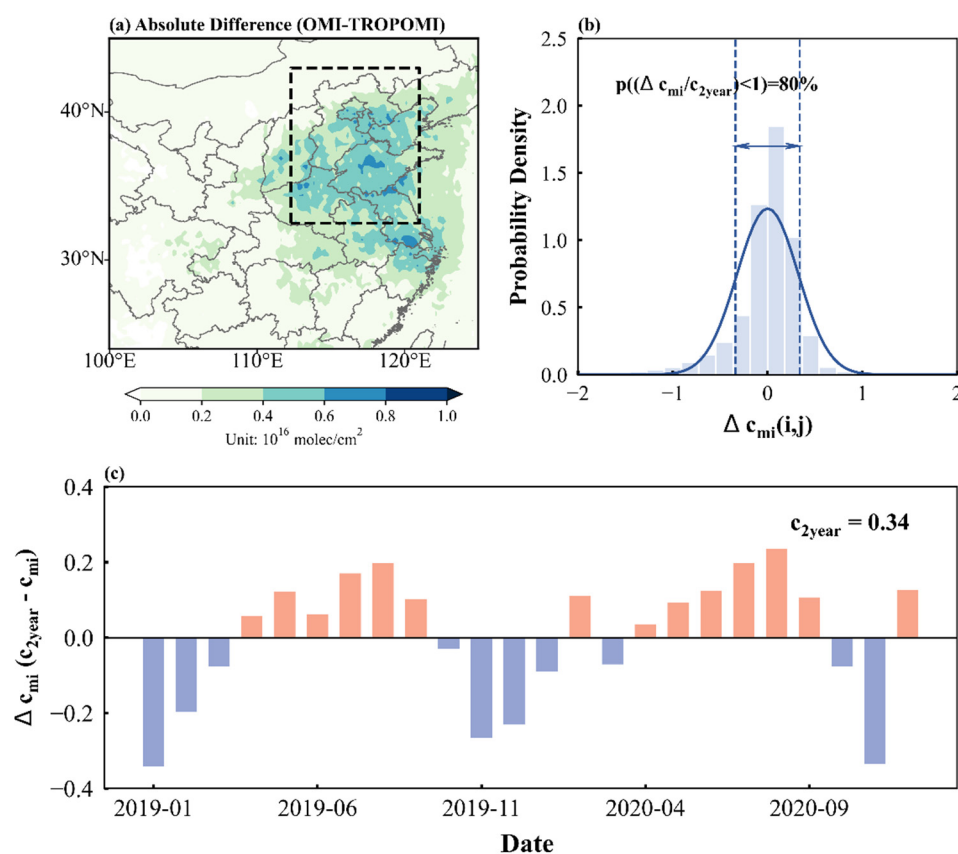 (a) Absolute Difference (OMI-TROPOMI)
40°N
30°N
100°E 110°E 120°E
0.0 0.2 0.4 0.6 0.8 1.0
Unit: 10¹⁶ molec/cm²
(b)
p((Δ cₘᵢ/c₂year)<1)=80%
Probability Density
2.5
2.0
1.5
1.0
0.5
0.0
−2 −1 0 1 2
Δ cₘᵢ(i,j)
(c)
c₂year = 0.34
Δ cₘᵢ (c₂year - cₘᵢ)
0.4
0.2
0.0
−0.2
−0.4
2019-01 2019-06 2019-11 2020-04 2020-09
Date